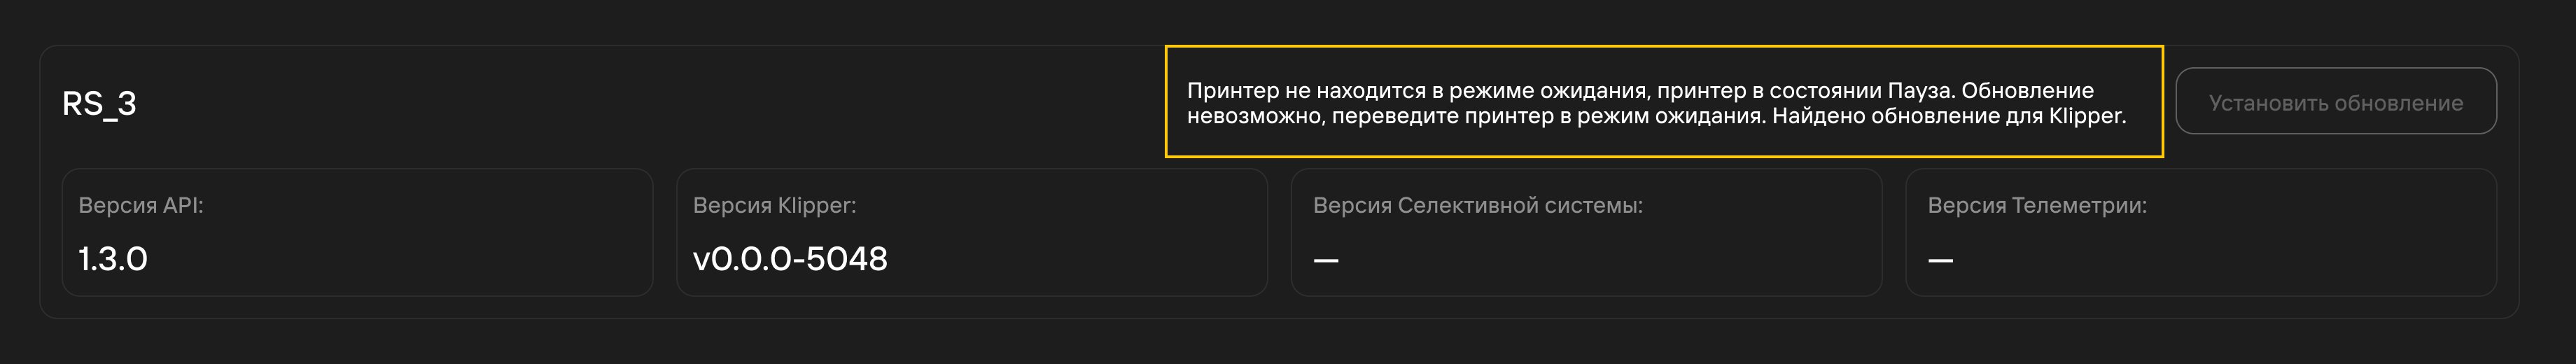 RS_3
Принтер не находится в режиме ожидания, принтер в состоянии Пауза. Обновление
невозможно, переведите принтер в режим ожидания. Найдено обновление для Klipper.
Установить обновление
Версия API:
1.3.0
Версия Klipper:
v0.0.0-5048
Версия Селективной системы:
—
Версия Телеметрии:
—